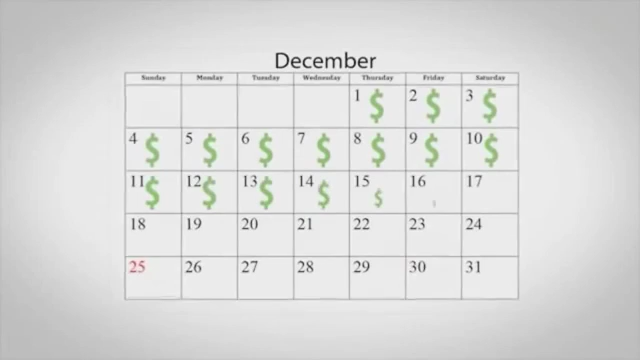 December
Sunday Monday Tuesday Wednesday Thursday Friday Saturday
1 $ 2 $ 3 $
4 $ 5 $ 6 $ 7 $ 8 $ 9 $ 10 $
11 $ 12 $ 13 $ 14 $ 15 $ 16 17
18 19 20 21 22 23 24
25 26 27 28 29 30 31